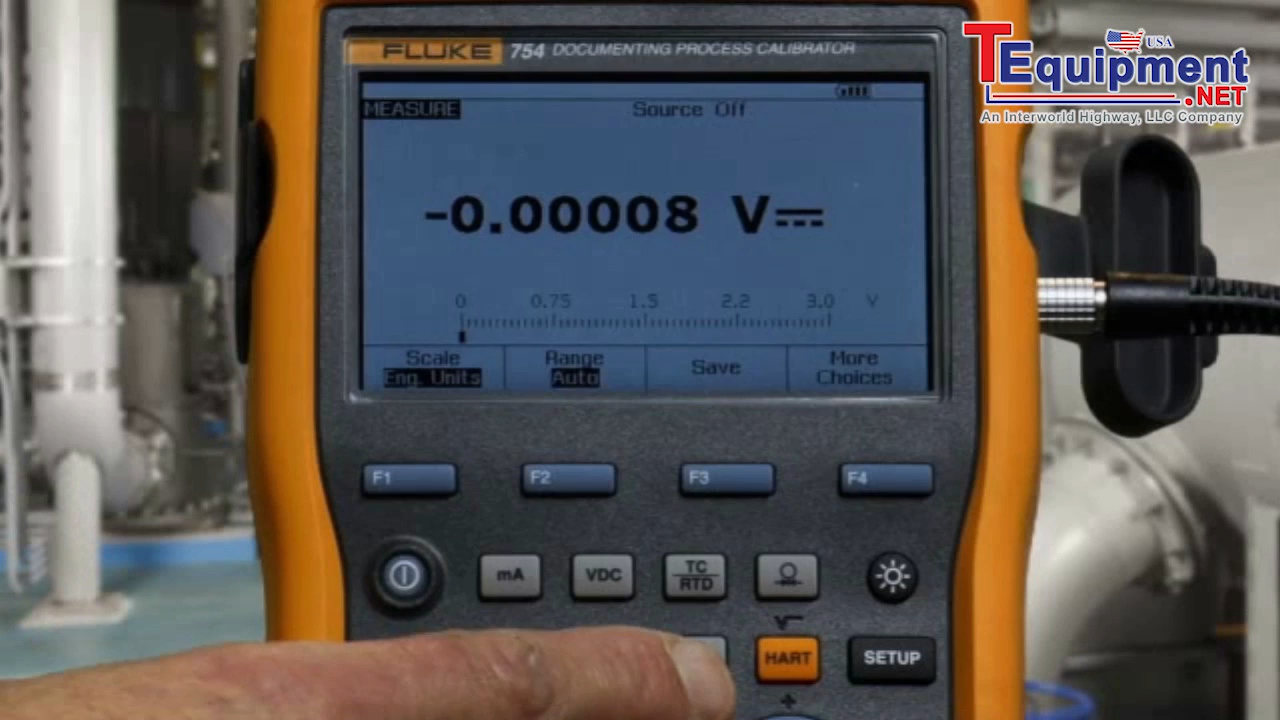 FLUKE 754 DOCUMENTING PROCESS CALIBRATOR
TEquipment USA
.NET
An Interworld Highway, LLC Company
MEASURE Source Off
-0.00008 V
0 0.75 1.5 2.2 3.0 V
Scale Range Save More
Eng. Units Auto Choices
F1 F2 F3 F4
mA VDC TC RTD
HART SETUP